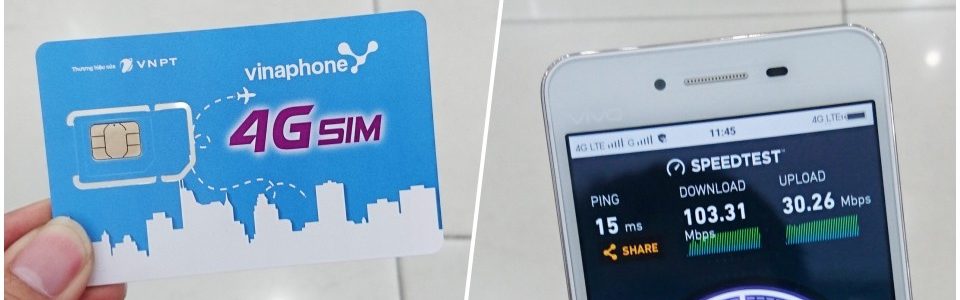 Thương hiệu của VNPT
vinaphone
4G SIM
vivo
4G LTE G 11:45 4G LTE
SPEEDTEST
PING DOWNLOAD UPLOAD
15 ms 103.31 Mbps 30.26 Mbps
SHARE